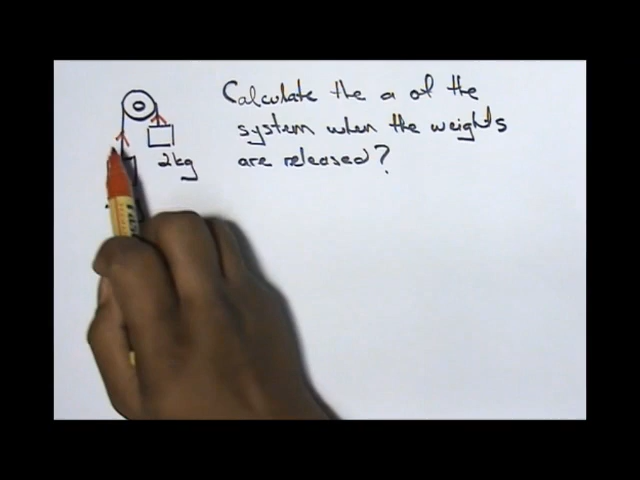 Calculate the a of the
system when the weights
are released?
2kg